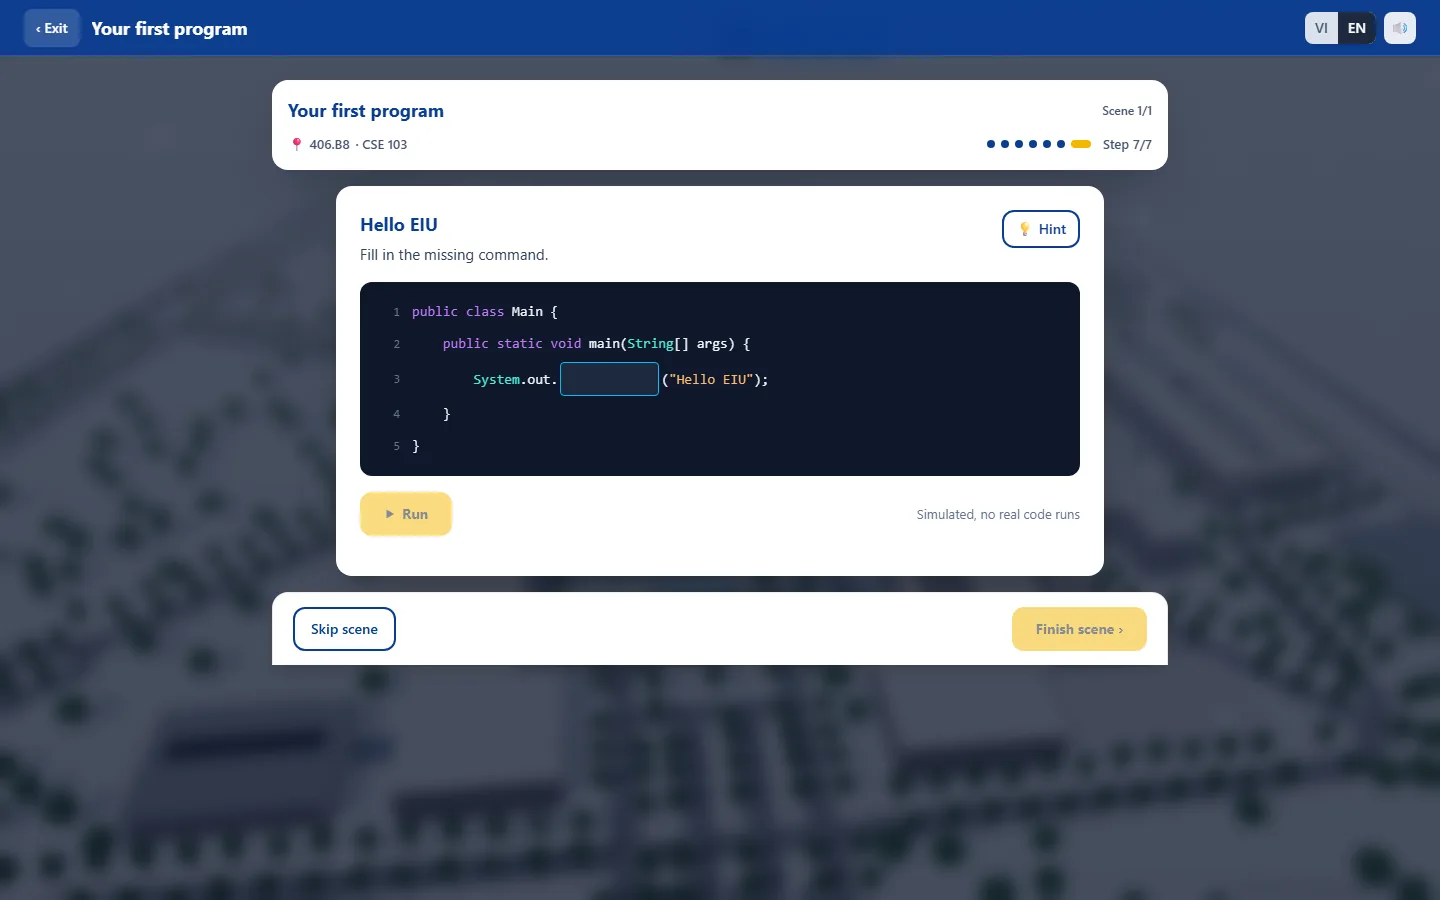 ‹ Exit
Your first program
VI
EN
Your first program
Scene 1/1
406.B8 · CSE 103
Step 7/7
Hello EIU
Hint
Fill in the missing command.
1 public class Main {
2 public static void main(String[] args) {
3 System.out. ("Hello EIU");
4 }
5 }
Run
Simulated, no real code runs
Skip scene
Finish scene ›